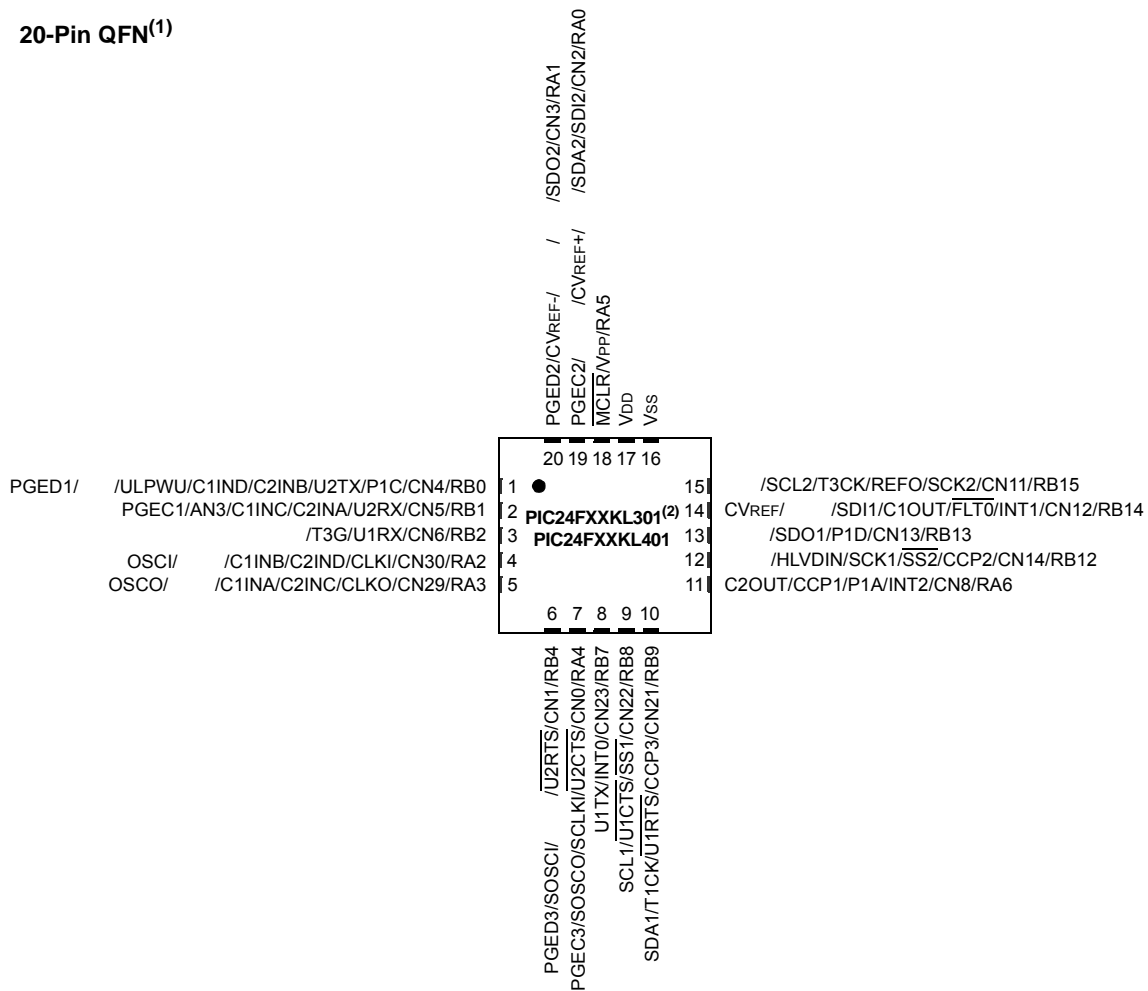 20-Pin QFN(1)
PGED2/CVREF-/ / /SDO2/CN3/RA1
PGEC2/ /CVREF+/ /SDA2/SDI2/CN2/RA0
MCLR/VPP/RA5
VDD
VSS
20 19 18 17 16
PGED1/ /ULPWU/C1IND/C2INB/U2TX/P1C/CN4/RB0 1
PGEC1/AN3/C1INC/C2INA/U2RX/CN5/RB1 2
/T3G/U1RX/CN6/RB2 3
OSCI/ /C1INB/C2IND/CLKI/CN30/RA2 4
OSCO/ /C1INA/C2INC/CLKO/CN29/RA3 5
PIC24FXXKL301(2)
PIC24FXXKL401
15 /SCL2/T3CK/REFO/SCK2/CN11/RB15
14 CVREF/ /SDI1/C1OUT/FLT0/INT1/CN12/RB14
13 /SDO1/P1D/CN13/RB13
12 /HLVDIN/SCK1/SS2/CCP2/CN14/RB12
11 C2OUT/CCP1/P1A/INT2/CN8/RA6
6 7 8 9 10
PGED3/SOSCI/ /U2RTS/CN1/RB4
PGEC3/SOSCO/SCLKI/U2CTS/CN0/RA4
U1TX/INT0/CN23/RB7
SCL1/U1CTS/SS1/CN22/RB8
SDA1/T1CK/U1RTS/CCP3/CN21/RB9